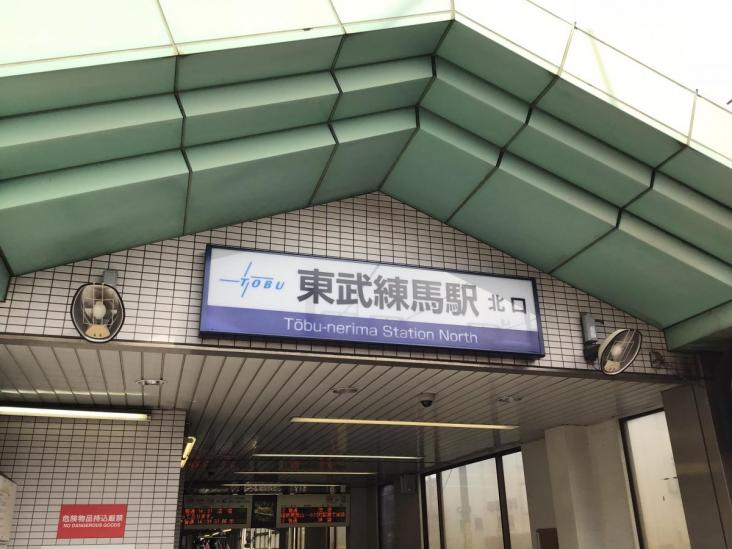 TOBU
東武練馬駅 北口
Tōbu-nerima Station North
危険物品持込厳禁
NO DANGEROUS GOODS